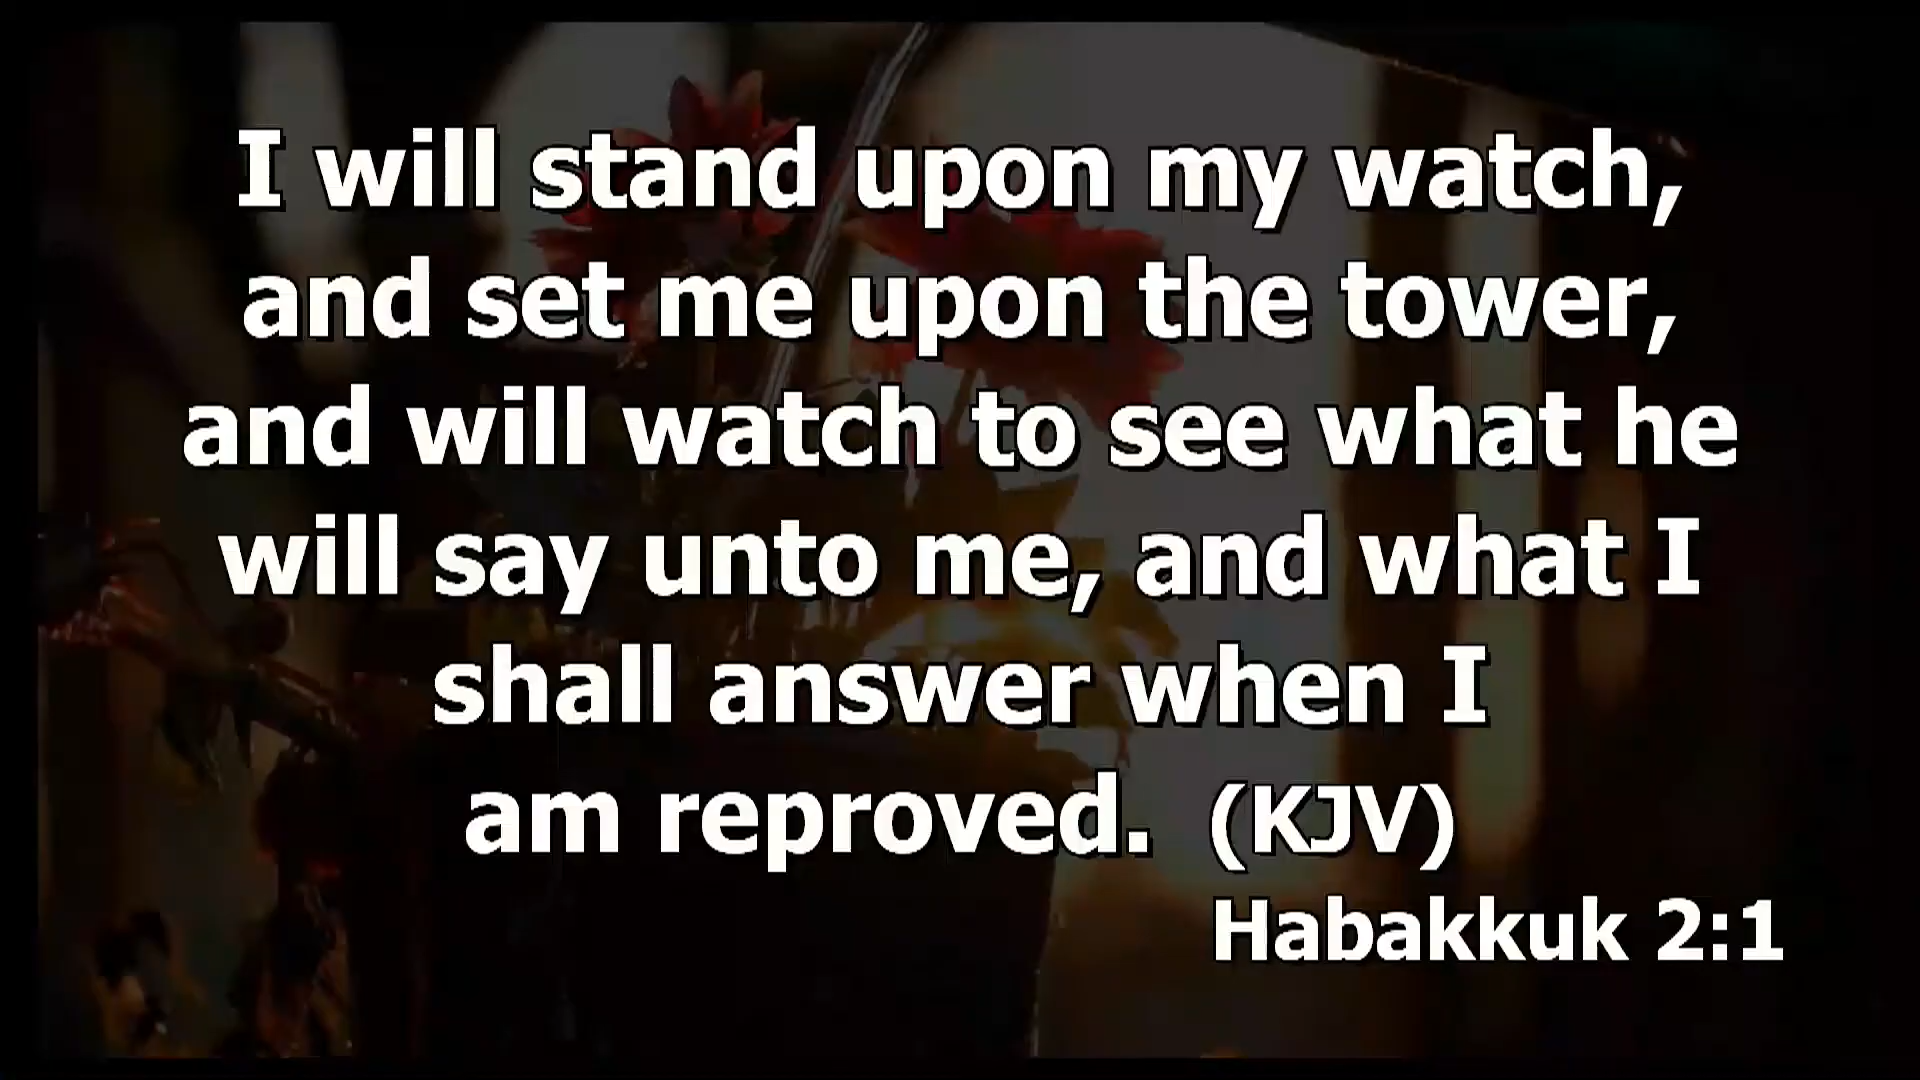 I will stand upon my watch,
and set me upon the tower,
and will watch to see what he
will say unto me, and what I
shall answer when I
am reproved.  (KJV)
Habakkuk 2:1